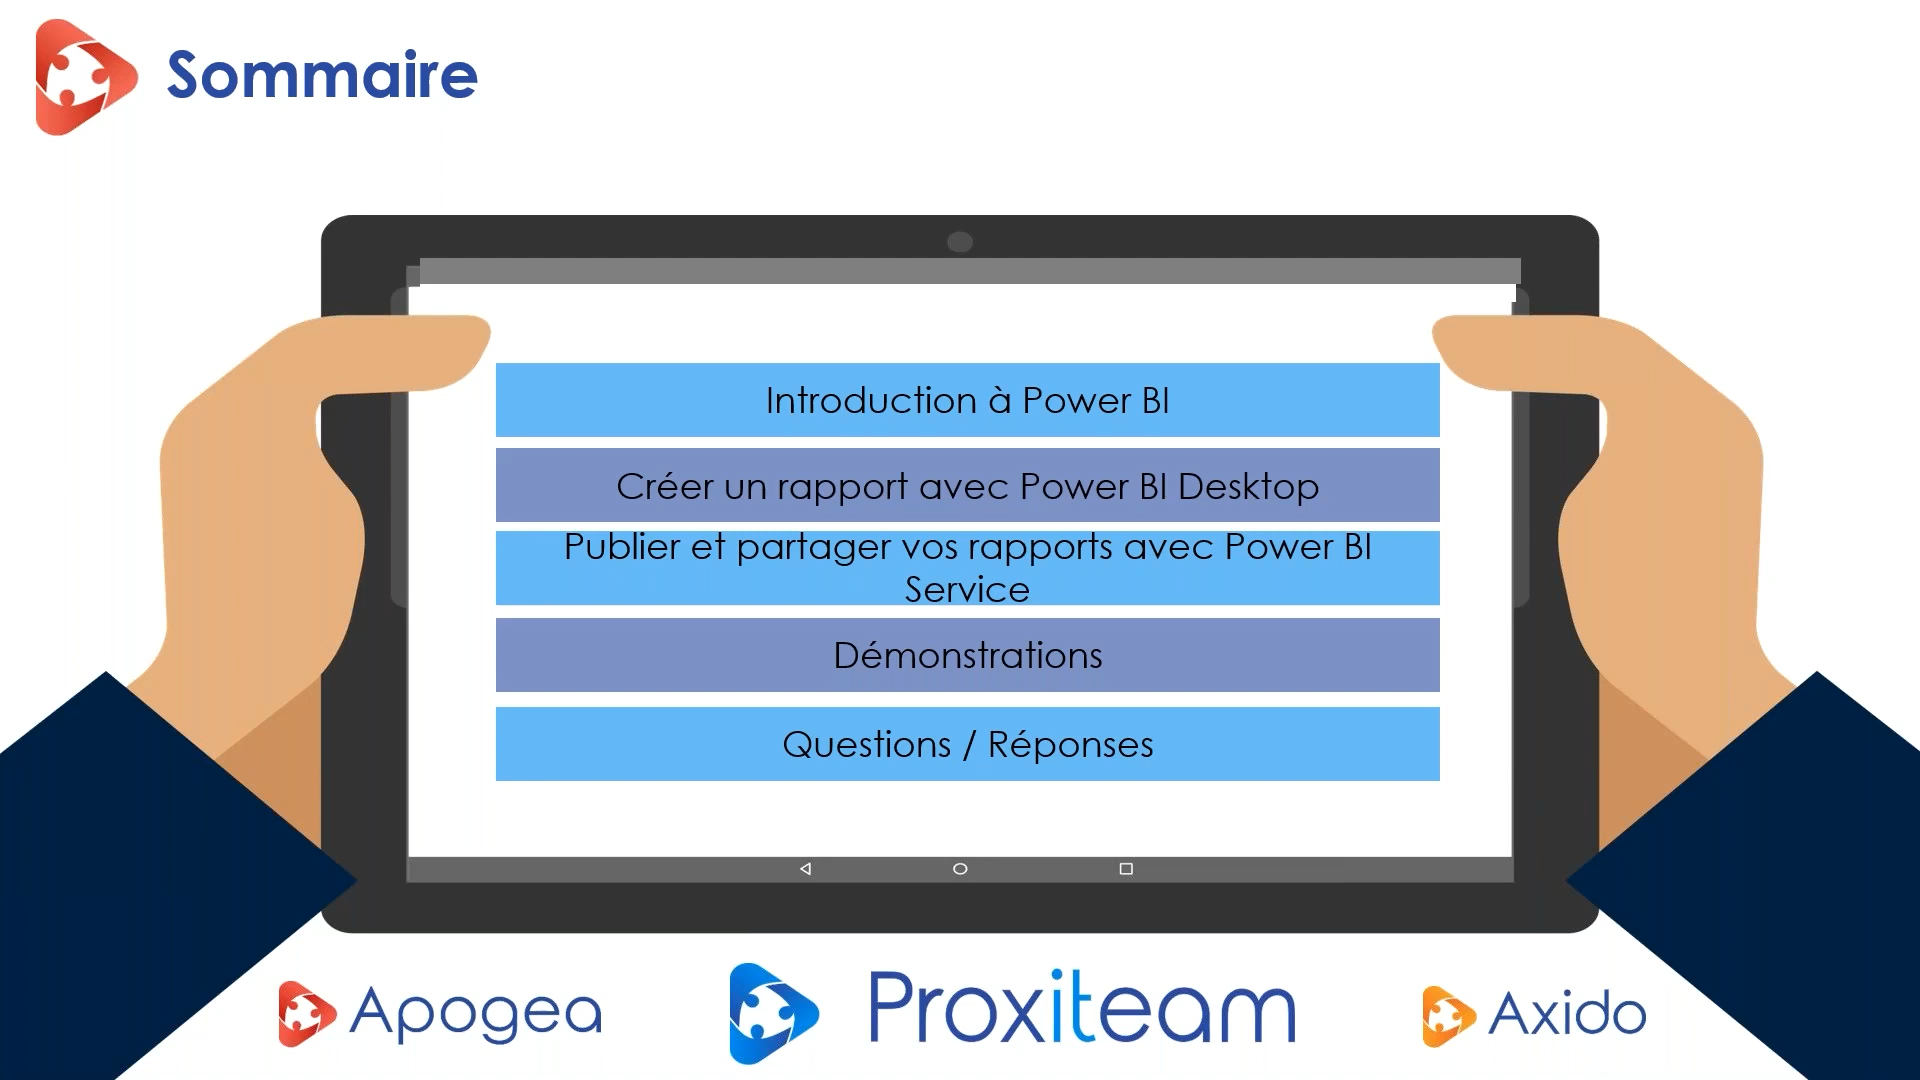 Sommaire
Introduction à Power BI
Créer un rapport avec Power BI Desktop
Publier et partager vos rapports avec Power BI
Service
Démonstrations
Questions / Réponses
Apogea
Proxiteam
Axido